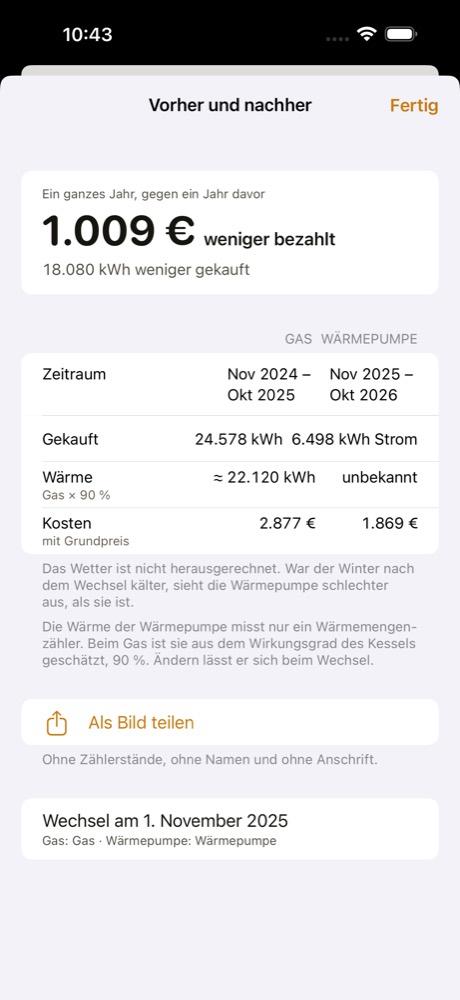 10:43
Vorher und nachher
Fertig
Ein ganzes Jahr, gegen ein Jahr davor
1.009 € weniger bezahlt
18.080 kWh weniger gekauft
GAS WÄRMEPUMPE
Zeitraum Nov 2024 – Nov 2025 –
Okt 2025 Okt 2026
Gekauft 24.578 kWh 6.498 kWh Strom
Wärme ≈ 22.120 kWh unbekannt
Gas × 90 %
Kosten 2.877 € 1.869 €
mit Grundpreis
Das Wetter ist nicht herausgerechnet. War der Winter nach
dem Wechsel kälter, sieht die Wärmepumpe schlechter
aus, als sie ist.
Die Wärme der Wärmepumpe misst nur ein Wärmemengen-
zähler. Beim Gas ist sie aus dem Wirkungsgrad des Kessels
geschätzt, 90 %. Ändern lässt er sich beim Wechsel.
Als Bild teilen
Ohne Zählerstände, ohne Namen und ohne Anschrift.
Wechsel am 1. November 2025
Gas: Gas · Wärmepumpe: Wärmepumpe